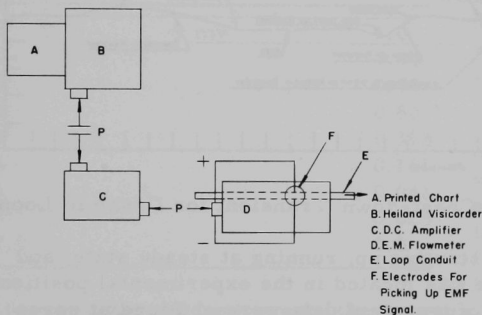 A
B
P
F
E
+
C
P
D
–
A. Printed Chart
B. Heiland Visicorder
C. D.C. Amplifier
D. E.M. Flowmeter
E. Loop Conduit
F. Electrodes For
Picking Up EMF
Signal.